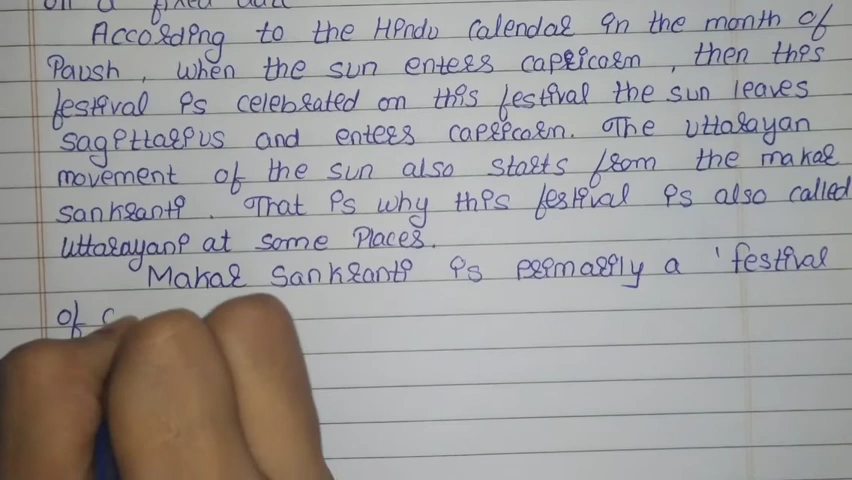 on a fixed
According to the Hindu calendar in the month of
Paush, when the sun enters capricorn, then this
festival is celebrated on this festival the sun leaves
sagittarius and enters capricorn. The Uttarayan
movement of the sun also starts from the makar
sankranti. That is why this festival is also called
Uttarayani at some Places.
Makar Sankranti is primarily a 'festival
of